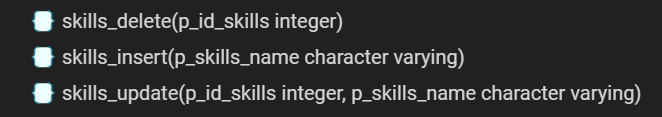 skills_delete(p_id_skills integer)
skills_insert(p_skills_name character varying)
skills_update(p_id_skills integer, p_skills_name character varying)